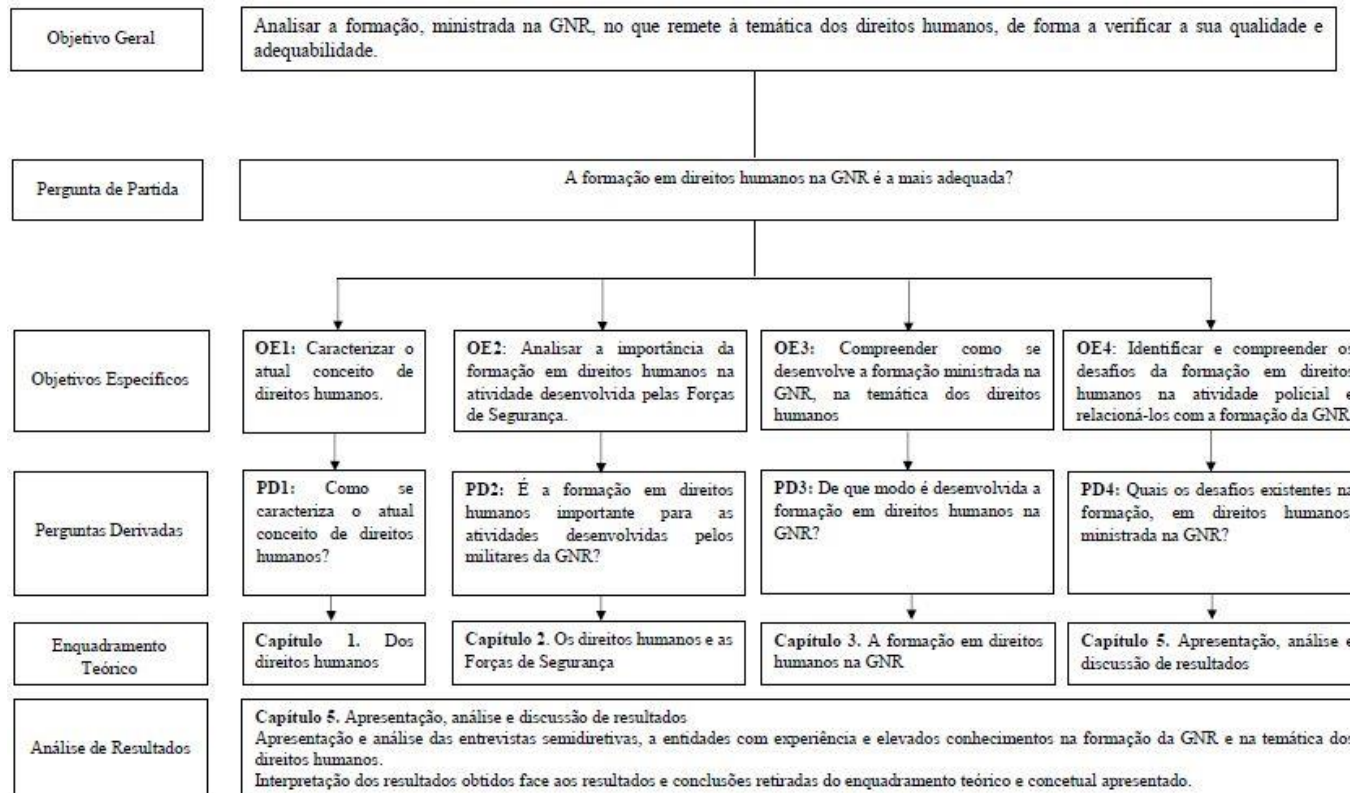 Objetivo Geral
Analisar a formação, ministrada na GNR, no que remete à temática dos direitos humanos, de forma a verificar a sua qualidade e
adequabilidade.
Pergunta de Partida
A formação em direitos humanos na GNR é a mais adequada?
Objetivos Específicos
OE1: Caracterizar o
atual conceito de
direitos humanos.
OE2: Analisar a importância da
formação em direitos humanos na
atividade desenvolvida pelas Forças
de Segurança.
OE3: Compreender como se
desenvolve a formação ministrada na
GNR, na temática dos direitos
humanos
OE4: Identificar e compreender os
desafios da formação em direitos
humanos na atividade policial e
relacioná-los com a formação da GNR
Perguntas Derivadas
PD1: Como se
caracteriza o atual
conceito de direitos
humanos?
PD2: É a formação em direitos
humanos importante para as
atividades desenvolvidas pelos
militares da GNR?
PD3: De que modo é desenvolvida a
formação em direitos humanos na
GNR?
PD4: Quais os desafios existentes na
formação, em direitos humanos
ministrada na GNR?
Enquadramento
Teórico
Capítulo 1. Dos
direitos humanos
Capítulo 2. Os direitos humanos e as
Forças de Segurança
Capítulo 3. A formação em direitos
humanos na GNR
Capítulo 5. Apresentação, análise e
discussão de resultados
Análise de Resultados
Capítulo 5. Apresentação, análise e discussão de resultados
Apresentação e análise das entrevistas semidiretivas, a entidades com experiência e elevados conhecimentos na formação da GNR e na temática dos
direitos humanos.
Interpretação dos resultados obtidos face aos resultados e conclusões retiradas do enquadramento teórico e concetual apresentado.